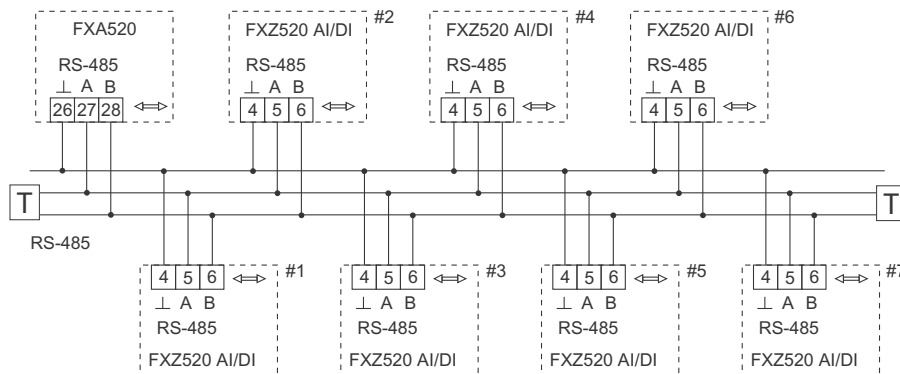 FXA520
RS-485
⊥ A B
26 27 28
FXZ520 AI/DI
#2
RS-485
⊥ A B
4 5 6
FXZ520 AI/DI
#4
RS-485
⊥ A B
4 5 6
FXZ520 AI/DI
#6
RS-485
⊥ A B
4 5 6
T
T
RS-485
4 5 6
#1
⊥ A B
RS-485
FXZ520 AI/DI
4 5 6
#3
⊥ A B
RS-485
FXZ520 AI/DI
4 5 6
#5
⊥ A B
RS-485
FXZ520 AI/DI
4 5 6
#7
⊥ A B
RS-485
FXZ520 AI/DI